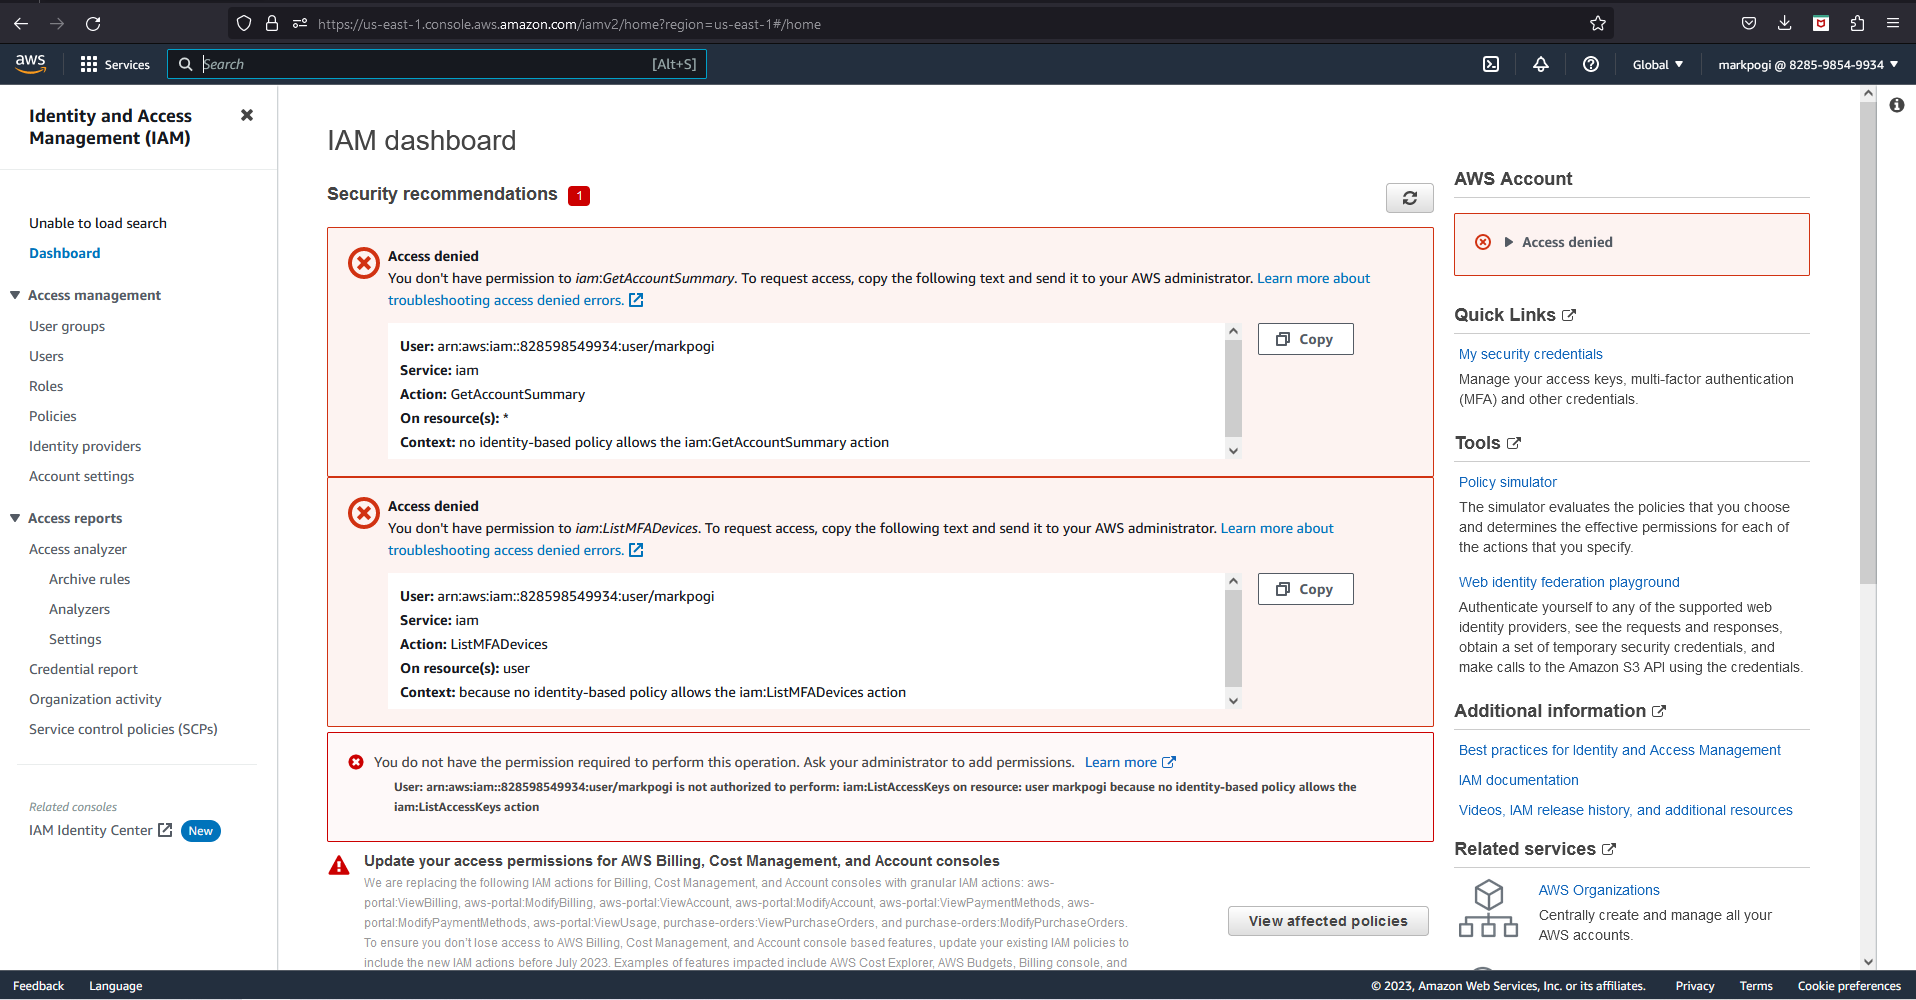 https://us-east-1.console.aws.amazon.com/iamv2/home?region=us-east-1#/home
aws
Services
Search
[Alt+S]
Global
markpogi @ 8285-9854-9934
Identity and Access
Management (IAM)
Unable to load search
Dashboard
Access management
User groups
Users
Roles
Policies
Identity providers
Account settings
Access reports
Access analyzer
Archive rules
Analyzers
Settings
Credential report
Organization activity
Service control policies (SCPs)
Related consoles
IAM Identity Center
New
IAM dashboard
Security recommendations 1
Access denied
You don't have permission to iam:GetAccountSummary. To request access, copy the following text and send it to your AWS administrator. Learn more about
troubleshooting access denied errors.
User: arn:aws:iam::828598549934:user/markpogi
Service: iam
Action: GetAccountSummary
On resource(s): *
Context: no identity-based policy allows the iam:GetAccountSummary action
Copy
Access denied
You don't have permission to iam:ListMFADevices. To request access, copy the following text and send it to your AWS administrator. Learn more about
troubleshooting access denied errors.
User: arn:aws:iam::828598549934:user/markpogi
Service: iam
Action: ListMFADevices
On resource(s): user
Context: because no identity-based policy allows the iam:ListMFADevices action
Copy
You do not have the permission required to perform this operation. Ask your administrator to add permissions. Learn more
User: arn:aws:iam::828598549934:user/markpogi is not authorized to perform: iam:ListAccessKeys on resource: user markpogi because no identity-based policy allows the
iam:ListAccessKeys action
Update your access permissions for AWS Billing, Cost Management, and Account consoles
We are replacing the following IAM actions for Billing, Cost Management, and Account consoles with granular IAM actions: aws-
portal:ViewBilling, aws-portal:ModifyBilling, aws-portal:ViewAccount, aws-portal:ModifyAccount, aws-portal:ViewPaymentMethods, aws-
portal:ModifyPaymentMethods, aws-portal:ViewUsage, purchase-orders:ViewPurchaseOrders, and purchase-orders:ModifyPurchaseOrders.
To ensure you don't lose access to AWS Billing, Cost Management, and Account console based features, update your existing IAM policies to
include the new IAM actions before July 2023. Examples of features impacted include AWS Cost Explorer, AWS Budgets, Billing console, and
View affected policies
AWS Account
Access denied
Quick Links
My security credentials
Manage your access keys, multi-factor authentication
(MFA) and other credentials.
Tools
Policy simulator
The simulator evaluates the policies that you choose
and determines the effective permissions for each of
the actions that you specify.
Web identity federation playground
Authenticate yourself to any of the supported web
identity providers, see the requests and responses,
obtain a set of temporary security credentials, and
make calls to the Amazon S3 API using the credentials.
Additional information
Best practices for Identity and Access Management
IAM documentation
Videos, IAM release history, and additional resources
Related services
AWS Organizations
Centrally create and manage all your
AWS accounts.
Feedback
Language
© 2023, Amazon Web Services, Inc. or its affiliates.
Privacy
Terms
Cookie preferences